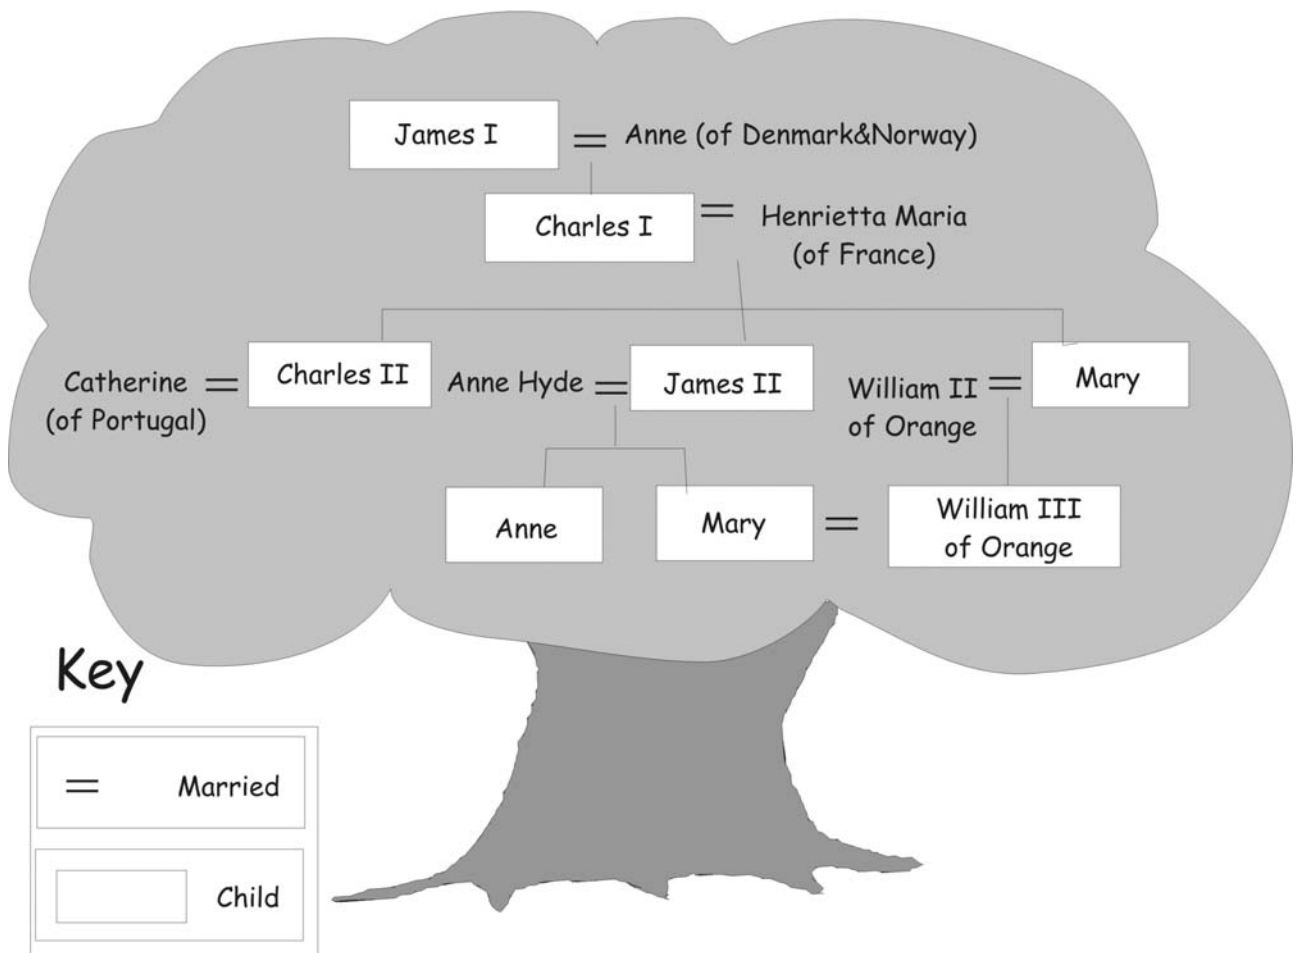 James I
=
Anne (of Denmark&Norway)
Charles I
=
Henrietta Maria
(of France)
Catherine
(of Portugal)
=
Charles II
Anne Hyde
=
James II
William II
of Orange
=
Mary
Anne
Mary
=
William III
of Orange
Key
=
Married
Child